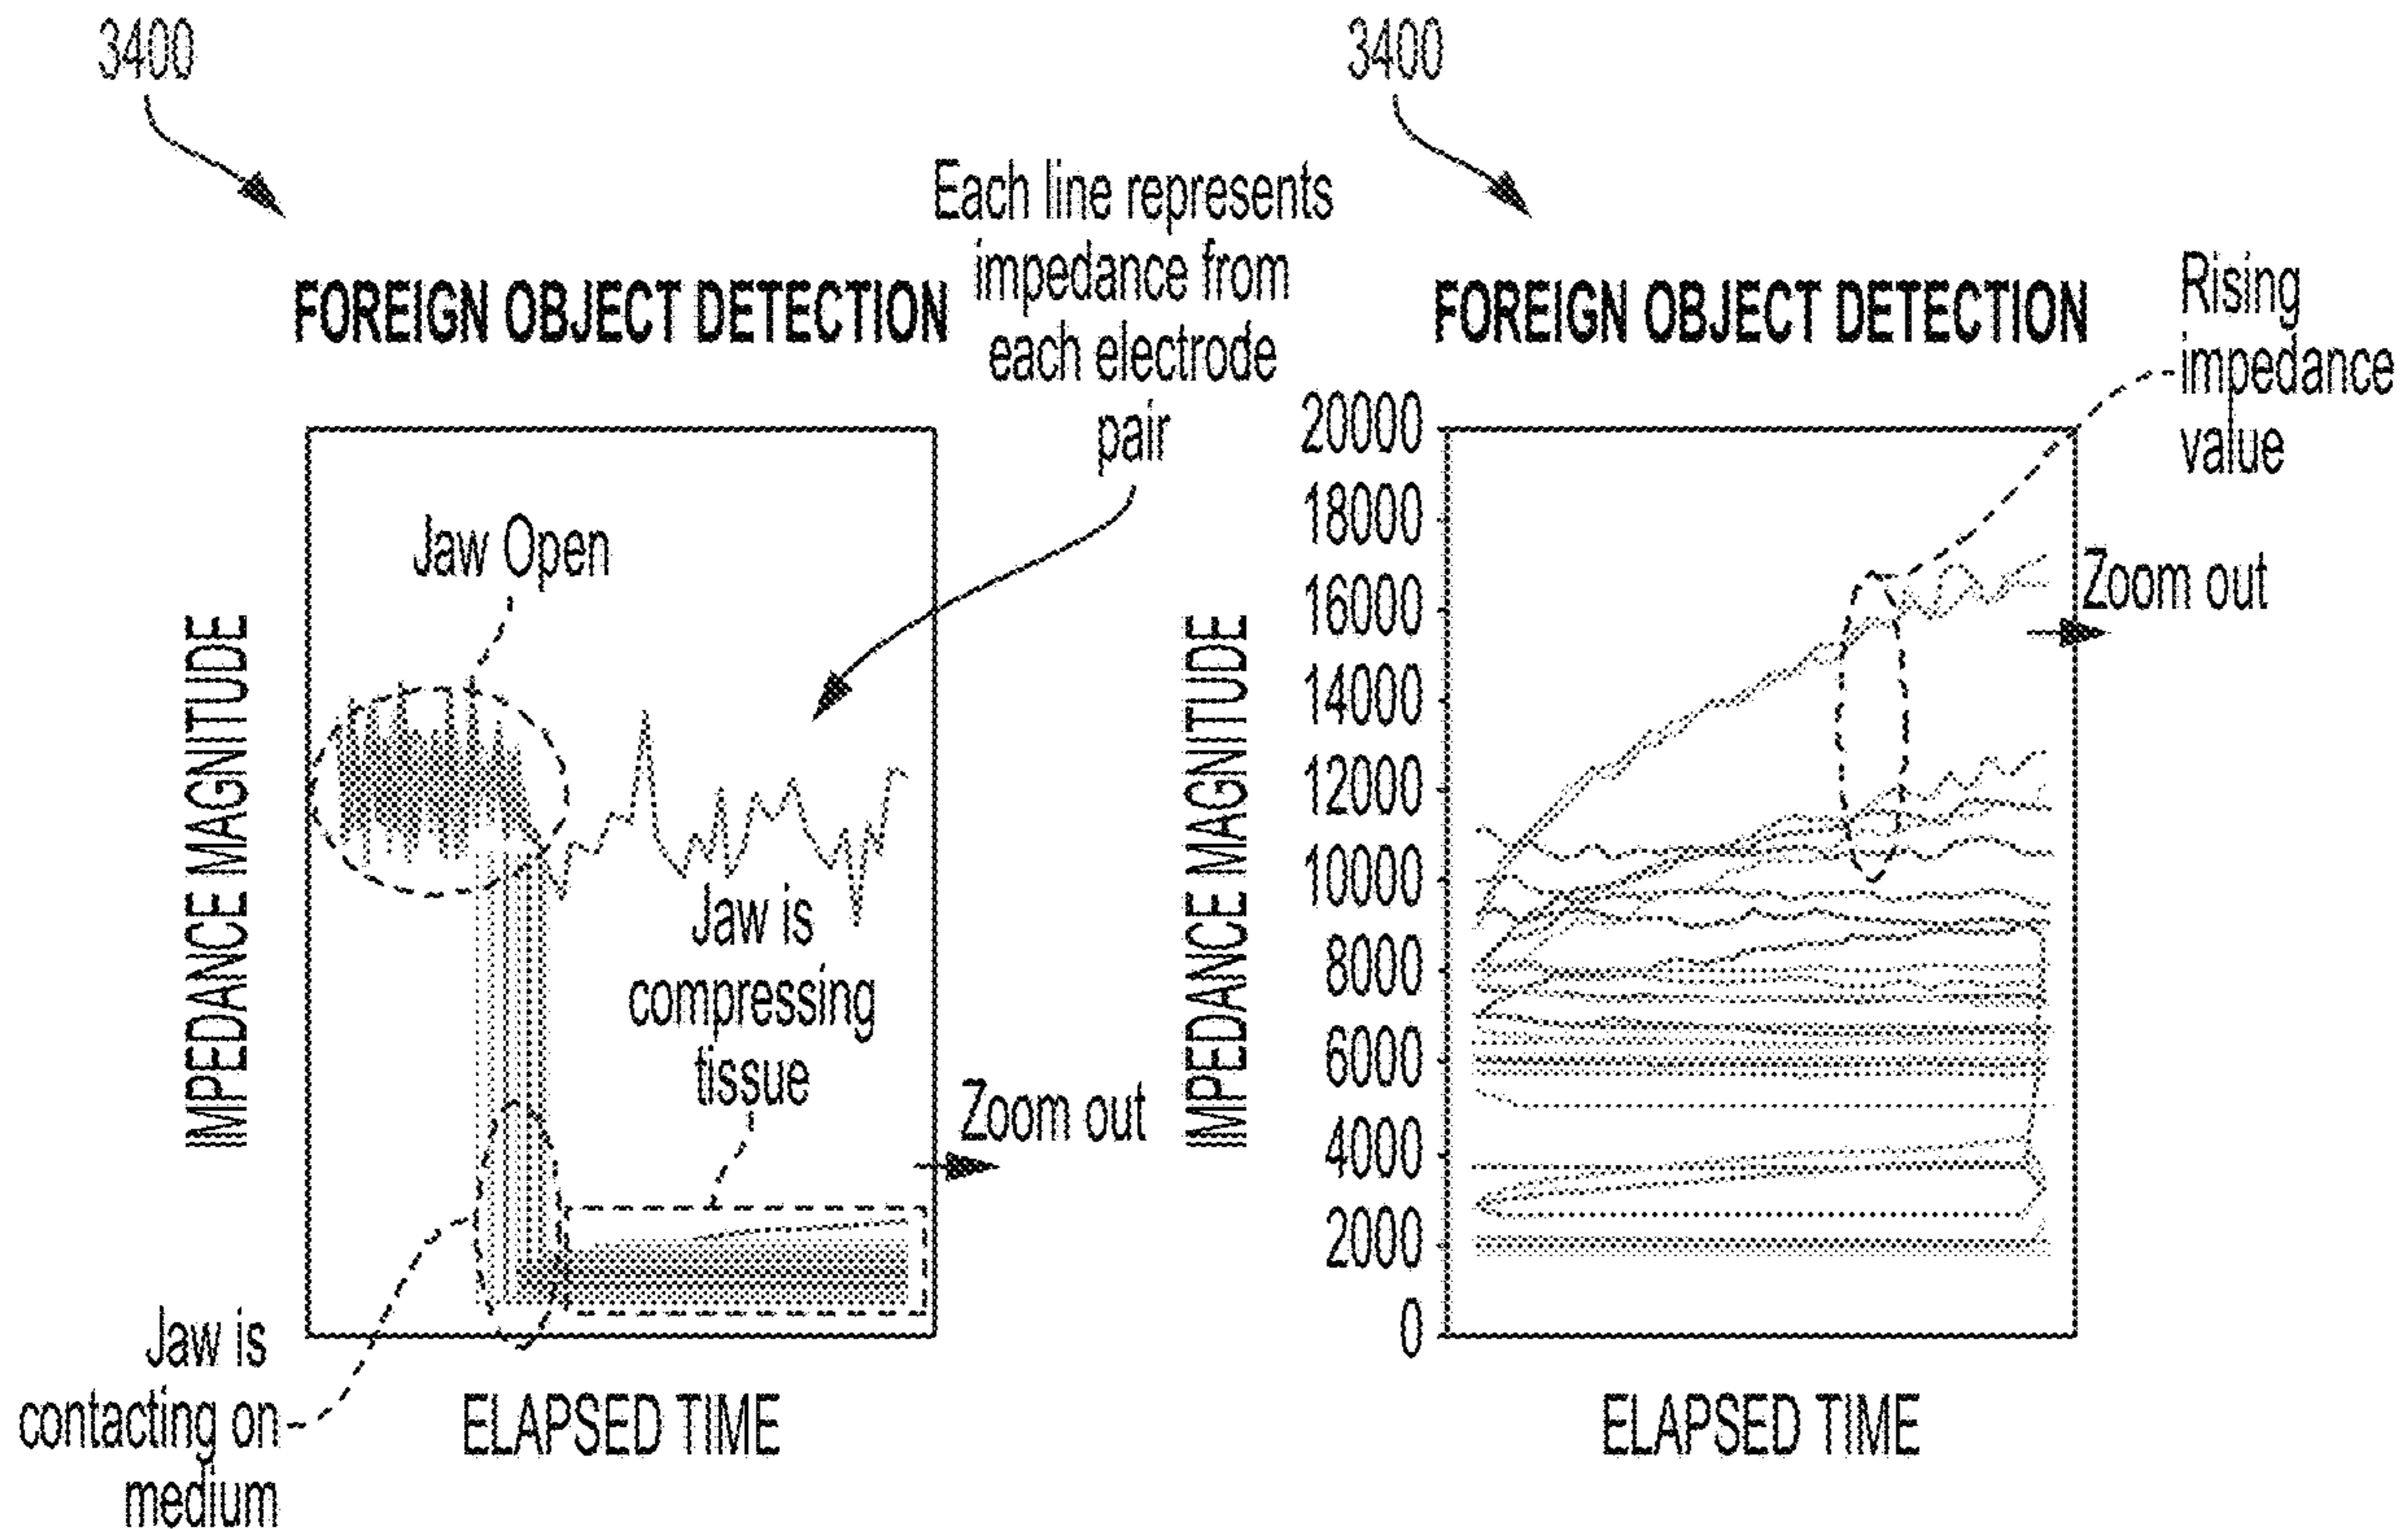 3400
FOREIGN OBJECT DETECTION
Each line represents
impedance from
each electrode
pair
Jaw Open
IMPEDANCE MAGNITUDE
Jaw is
compressing
tissue
Zoom out
Jaw is
contacting on
medium
ELAPSED TIME
3400
FOREIGN OBJECT DETECTION
Rising
impedance
value
20000
18000
16000
14000
12000
10000
8000
6000
4000
2000
0
IMPEDANCE MAGNITUDE
Zoom out
ELAPSED TIME